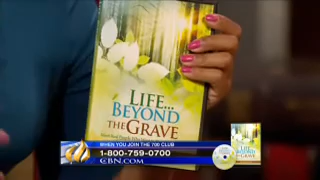 LIFE...
BEYOND
THE GRAVE
WHEN YOU JOIN THE 700 CLUB
1-800-759-0700
CBN.COM
LIFE...
BEYOND
THE GRAVE